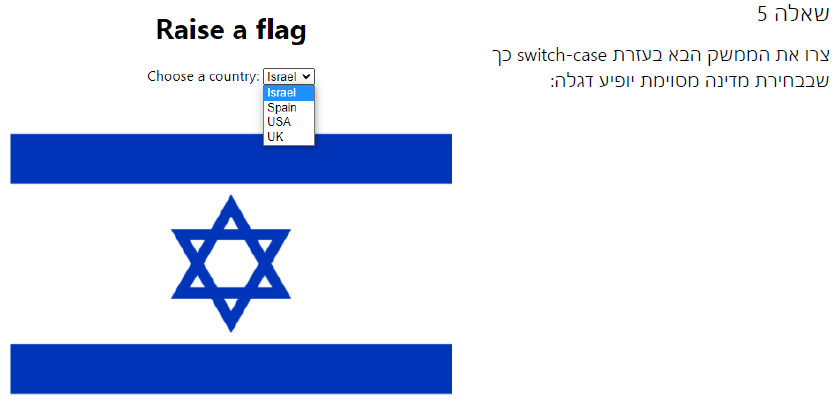 שאלה 5
צרו את הממשק הבא בעזרת switch-case כך
שבבחירת מדינה מסוימת יופיע דגלה:
Raise a flag
Choose a country: Israel
Israel
Spain
USA
UK